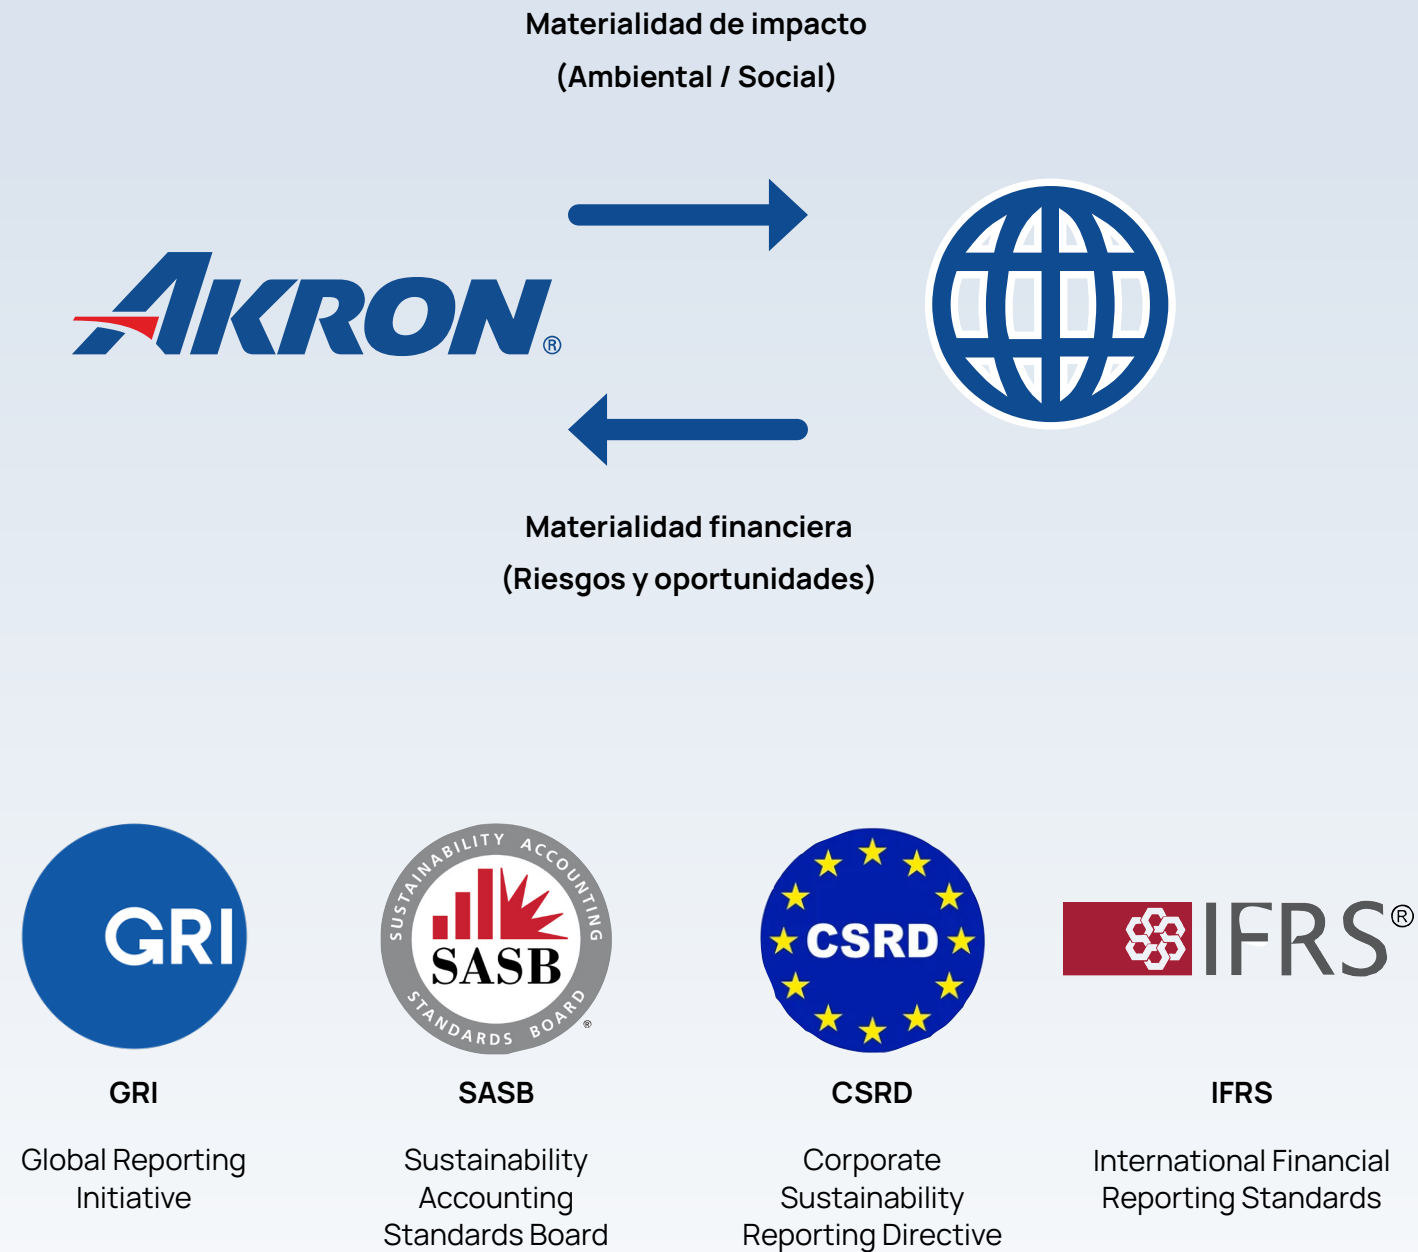 Materialidad de impacto
(Ambiental / Social)
AKRON®
Materialidad financiera
(Riesgos y oportunidades)
GRI
SUSTAINABILITY ACCOUNTING
SASB
STANDARDS BOARD ®
CSRD
IFRS®
GRI
SASB
CSRD
IFRS
Global Reporting
Initiative
Sustainability
Accounting
Standards Board
Corporate
Sustainability
Reporting Directive
International Financial
Reporting Standards